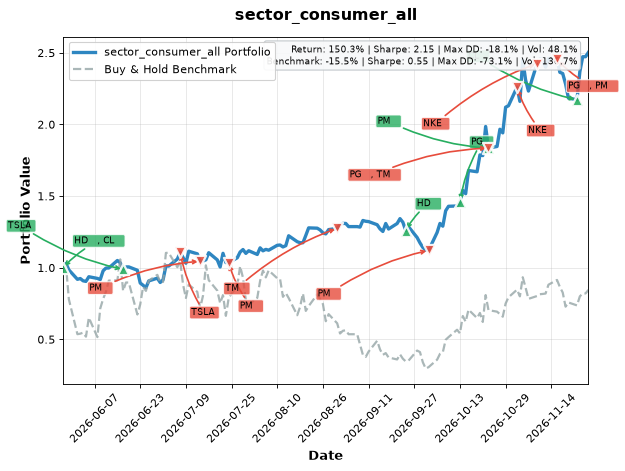 sector_consumer_all
sector_consumer_all Portfolio
Buy & Hold Benchmark
Return: 150.3% | Sharpe: 2.15 | Max DD: -18.1% | Vol: 48.1%
Benchmark: -15.5% | Sharpe: 0.55 | Max DD: -73.1% | Vol:
PG , PM
PM
NKE
NKE
PG
PG , TM
HD
TSLA
HD , CL
PM
TM
PM
PM
TSLA
Portfolio Value
2.5
2.0
1.5
1.0
0.5
2026-06-07
2026-06-23
2026-07-09
2026-07-25
2026-08-10
2026-08-26
2026-09-11
2026-09-27
2026-10-13
2026-10-29
2026-11-14
Date